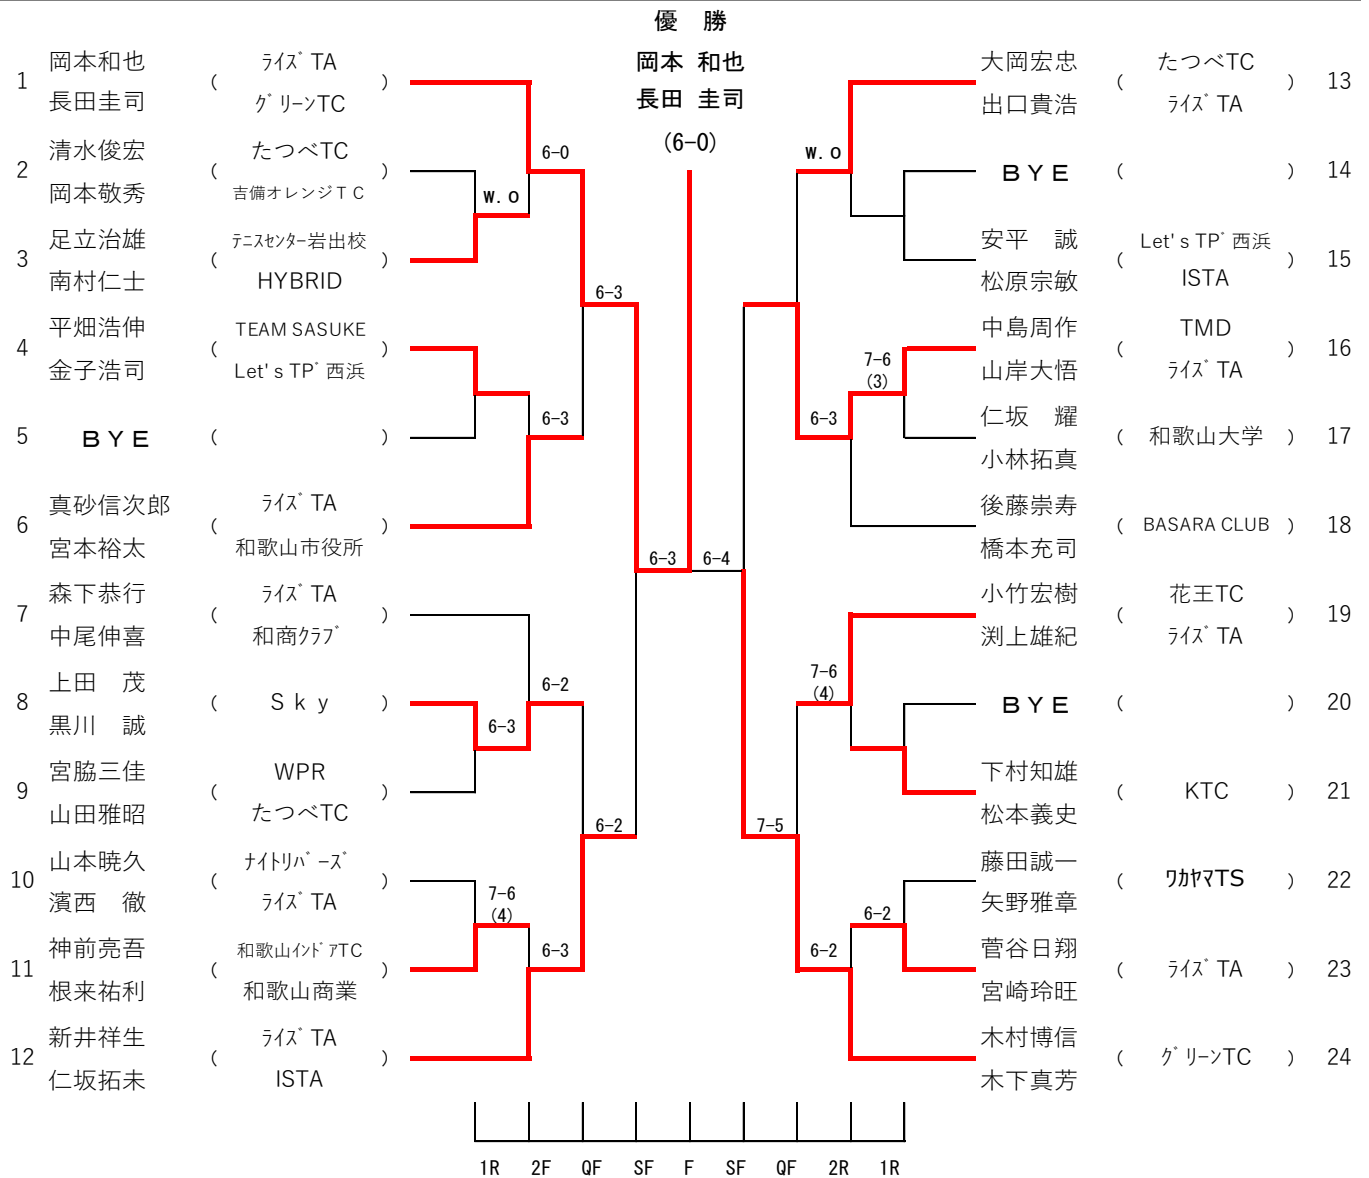 優　勝
岡本 和也
長田 圭司
(6-0)
1 岡本和也 ( ﾗｲｽﾞTA )
長田圭司 ｸﾞﾘｰﾝTC
2 清水俊宏 ( たつべTC )
岡本敬秀 吉備オレンジＴＣ
3 足立治雄 ( ﾃﾆｽｾﾝﾀｰ岩出校 )
南村仁士 HYBRID
4 平畑浩伸 ( TEAM SASUKE )
金子浩司 Let's TPﾞ西浜
5 ＢＹＥ ( )
6 真砂信次郎 ( ﾗｲｽﾞTA )
宮本裕太 和歌山市役所
7 森下恭行 ( ﾗｲｽﾞTA )
中尾伸喜 和商ｸﾗﾌﾞ
8 上田　茂 ( Ｓｋｙ )
黒川　誠
9 宮脇三佳 ( WPR )
山田雅昭 たつべTC
10 山本暁久 ( ﾅｲﾄﾘﾊﾞｰｽﾞ )
濱西　徹 ﾗｲｽﾞTA
11 神前亮吾 ( 和歌山ｲﾝﾄﾞｱTC )
根来祐利 和歌山商業
12 新井祥生 ( ﾗｲｽﾞTA )
仁坂拓未 ISTA
W.O
6-3
7-6
(4)
6-0
6-3
6-2
6-3
6-3
6-2
6-3
6-4
7-5
W.O
6-3
7-6
(4)
6-2
7-6
(3)
6-2
大岡宏忠 ( たつべTC ) 13
出口貴浩 ﾗｲｽﾞTA
ＢＹＥ ( ) 14
安平　誠 ( Let's TPﾞ西浜 ) 15
松原宗敏 ISTA
中島周作 ( TMD ) 16
山岸大悟 ﾗｲｽﾞTA
仁坂　耀 ( 和歌山大学 ) 17
小林拓真
後藤崇寿 ( BASARA CLUB ) 18
橋本充司
小竹宏樹 ( 花王TC ) 19
渕上雄紀 ﾗｲｽﾞTA
ＢＹＥ ( ) 20
下村知雄 ( KTC ) 21
松本義史
藤田誠一 ( ﾜｶﾔﾏTS ) 22
矢野雅章
菅谷日翔 ( ﾗｲｽﾞTA ) 23
宮崎玲旺
木村博信 ( ｸﾞﾘｰﾝTC ) 24
木下真芳
1R 2F QF SF F SF QF 2R 1R